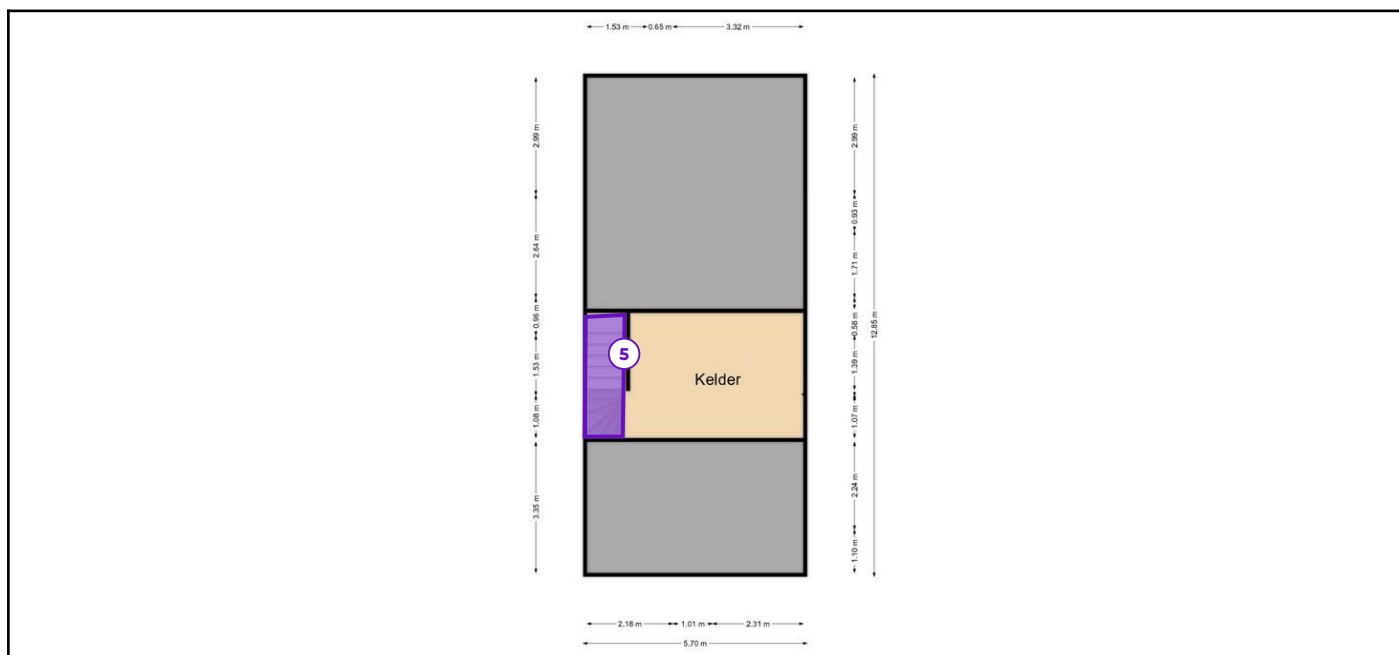 1.53 m 0.65 m 3.32 m
2.99 m
2.64 m
0.96 m
1.53 m
1.08 m
3.35 m
5
Kelder
2.99 m
0.93 m
1.71 m
0.58 m
1.39 m
1.07 m
2.24 m
1.10 m
12.85 m
2.18 m 1.01 m 2.31 m
5.70 m